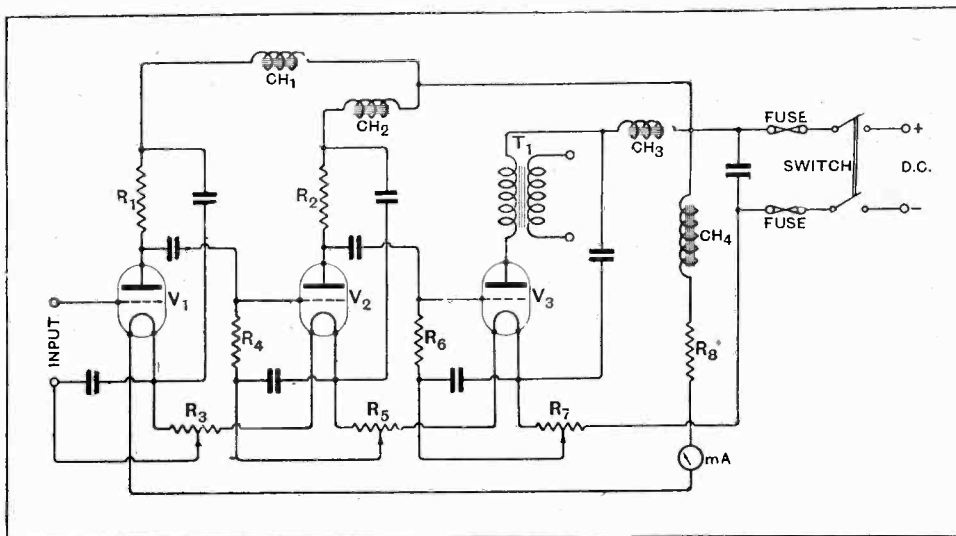 CH1
CH2
CH3
CH4
FUSE
FUSE
SWITCH
+
D.C.
−
T1
R1
R2
V1
V2
V3
R4
R6
R8
INPUT
R3
R5
R7
mA